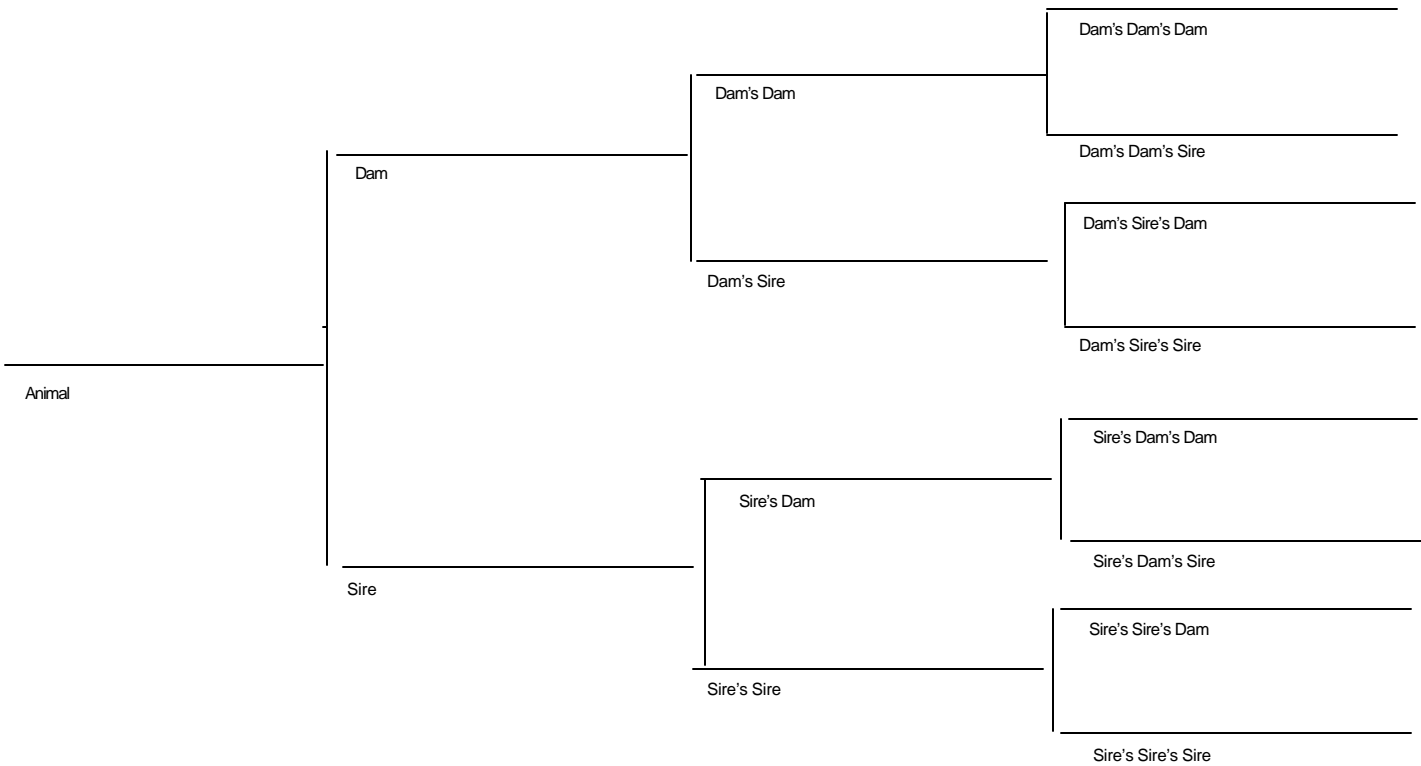 Dam’s Dam’s Dam
Dam’s Dam
Dam’s Dam’s Sire
Dam
Dam’s Sire’s Dam
Dam’s Sire
Dam’s Sire’s Sire
Animal
Sire’s Dam’s Dam
Sire’s Dam
Sire’s Dam’s Sire
Sire
Sire’s Sire’s Dam
Sire’s Sire
Sire’s Sire’s Sire